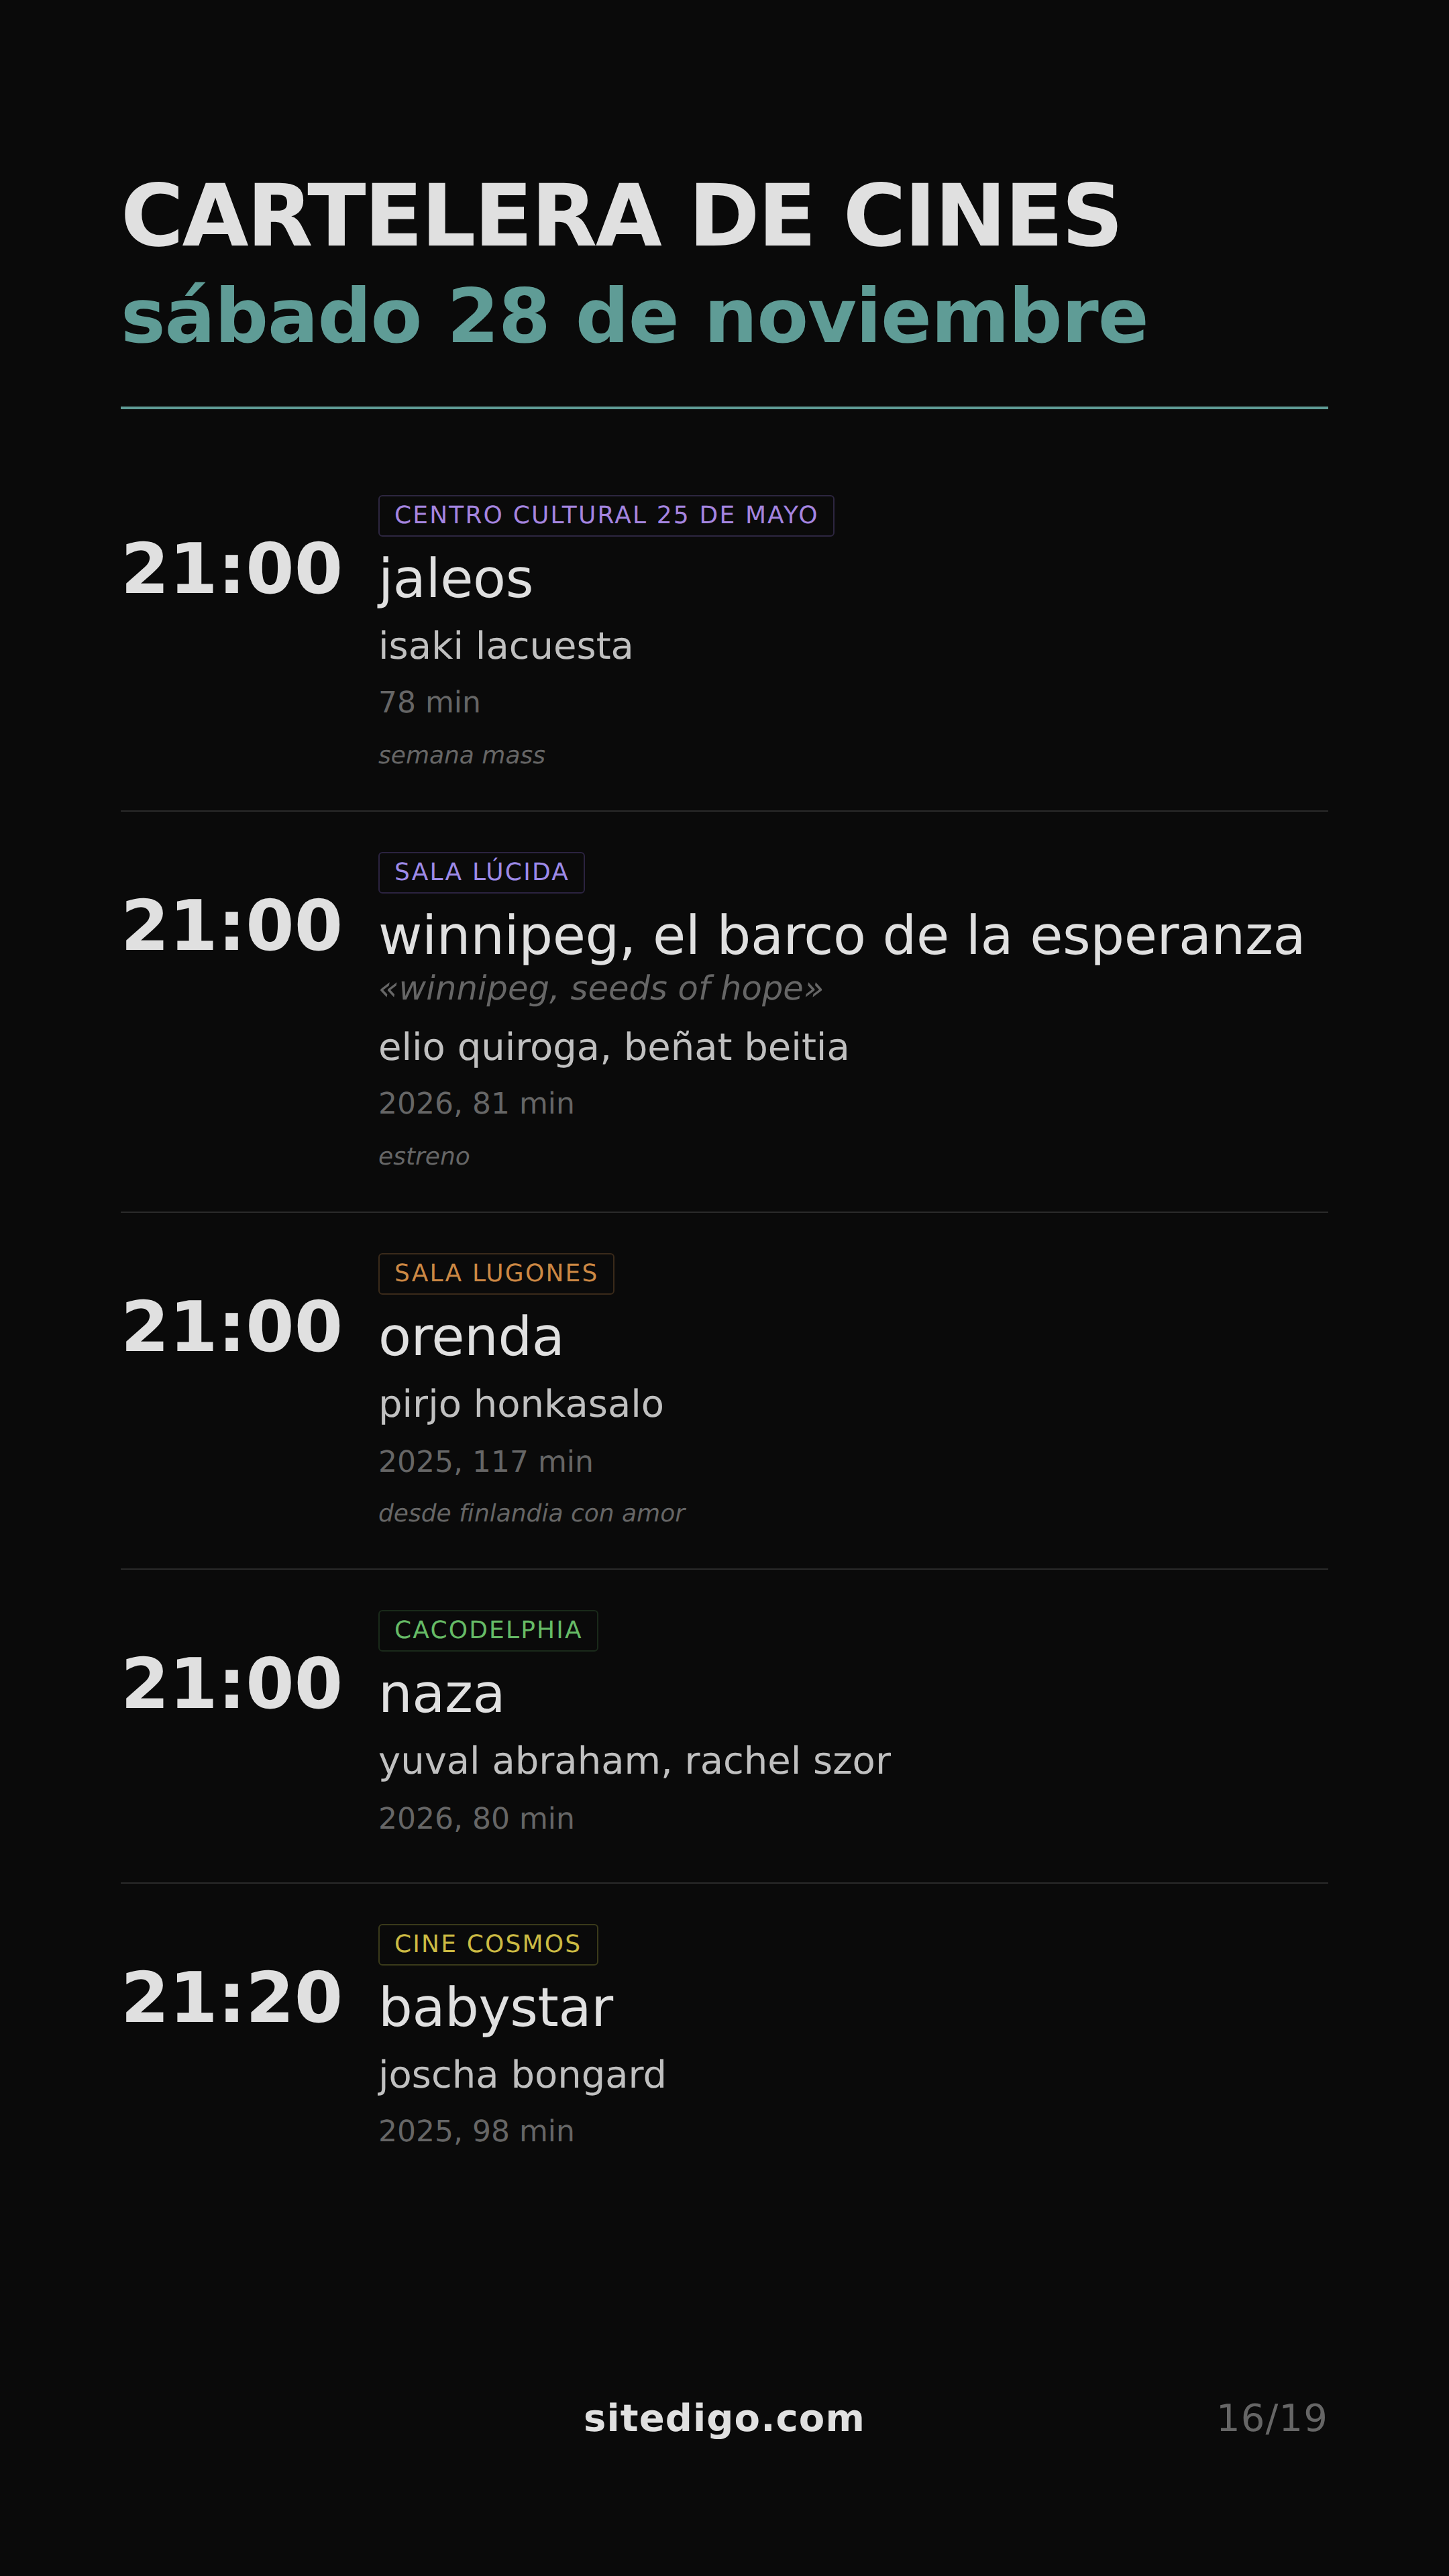 CARTELERA DE CINES
sábado 28 de noviembre
CENTRO CULTURAL 25 DE MAYO
21:00
jaleos
isaki lacuesta
78 min
semana mass
SALA LÚCIDA
21:00
winnipeg, el barco de la esperanza
«winnipeg, seeds of hope»
elio quiroga, beñat beitia
2026, 81 min
estreno
SALA LUGONES
21:00
orenda
pirjo honkasalo
2025, 117 min
desde finlandia con amor
CACODELPHIA
21:00
naza
yuval abraham, rachel szor
2026, 80 min
CINE COSMOS
21:20
babystar
joscha bongard
2025, 98 min
sitedigo.com
16/19